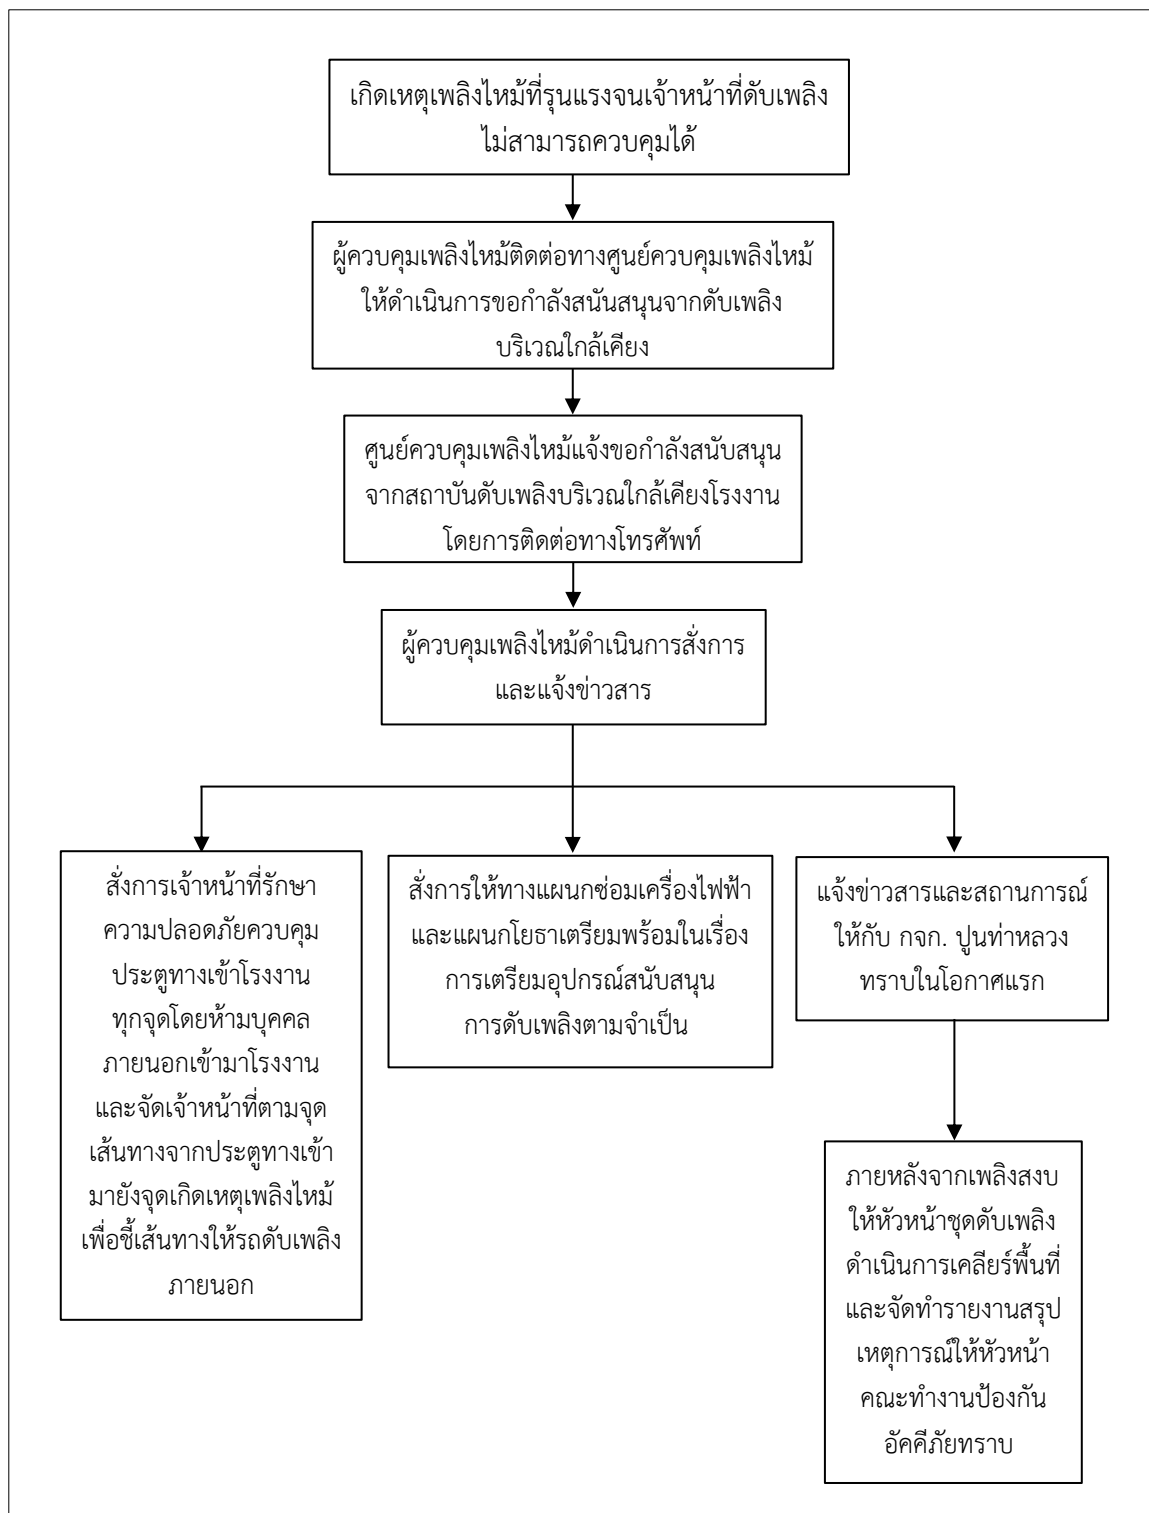 เกิดเหตุเพลิงไหม้ที่รุนแรงจนเจ้าหน้าที่ดับเพลิง
ไม่สามารถควบคุมได้
ผู้ควบคุมเพลิงไหม้ติดต่อทางศูนย์ควบคุมเพลิงไหม้
ให้ดำเนินการขอกำลังสนันสนุนจากดับเพลิง
บริเวณใกล้เคียง
ศูนย์ควบคุมเพลิงไหม้แจ้งขอกำลังสนับสนุน
จากสถาบันดับเพลิงบริเวณใกล้เคียงโรงงาน
โดยการติดต่อทางโทรศัพท์
ผู้ควบคุมเพลิงไหม้ดำเนินการสั่งการ
และแจ้งข่าวสาร
สั่งการเจ้าหน้าที่รักษา
ความปลอดภัยควบคุม
ประตูทางเข้าโรงงาน
ทุกจุดโดยห้ามบุคคล
ภายนอกเข้ามาโรงงาน
และจัดเจ้าหน้าที่ตามจุด
เส้นทางจากประตูทางเข้า
มายังจุดเกิดเหตุเพลิงไหม้
เพื่อชี้เส้นทางให้รถดับเพลิง
ภายนอก
สั่งการให้ทางแผนกซ่อมเครื่องไฟฟ้า
และแผนกโยธาเตรียมพร้อมในเรื่อง
การเตรียมอุปกรณ์สนับสนุน
การดับเพลิงตามจำเป็น
แจ้งข่าวสารและสถานการณ์
ให้กับ กจก. ปูนท่าหลวง
ทราบในโอกาศแรก
ภายหลังจากเพลิงสงบ
ให้หัวหน้าชุดดับเพลิง
ดำเนินการเคลียร์พื้นที่
และจัดทำรายงานสรุป
เหตุการณ์ให้หัวหน้า
คณะทำงานป้องกัน
อัคคีภัยทราบ